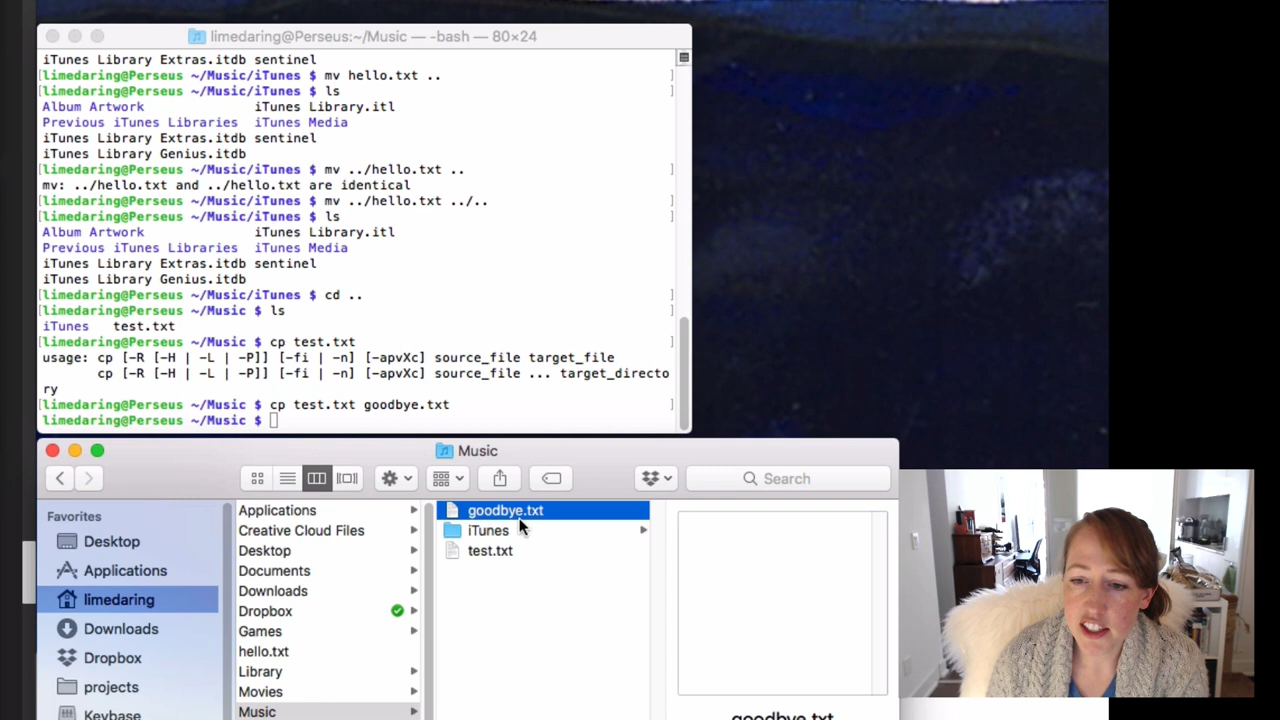 limedaring@Perseus:~/Music — -bash — 80×24
iTunes Library Extras.itdb sentinel
[limedaring@Perseus ~/Music/iTunes $ mv hello.txt .. ]
[limedaring@Perseus ~/Music/iTunes $ ls ]
Album Artwork iTunes Library.itl
Previous iTunes Libraries iTunes Media
iTunes Library Extras.itdb sentinel
iTunes Library Genius.itdb
[limedaring@Perseus ~/Music/iTunes $ mv ../hello.txt .. ]
mv: ../hello.txt and ../hello.txt are identical
[limedaring@Perseus ~/Music/iTunes $ mv ../hello.txt ../.. ]
[limedaring@Perseus ~/Music/iTunes $ ls ]
Album Artwork iTunes Library.itl
Previous iTunes Libraries iTunes Media
iTunes Library Extras.itdb sentinel
iTunes Library Genius.itdb
[limedaring@Perseus ~/Music/iTunes $ cd .. ]
[limedaring@Perseus ~/Music $ ls ]
iTunes test.txt
[limedaring@Perseus ~/Music $ cp test.txt ]
usage: cp [-R [-H | -L | -P]] [-fi | -n] [-apvXc] source_file target_file
cp [-R [-H | -L | -P]] [-fi | -n] [-apvXc] source_file ... target_directo
ry
[limedaring@Perseus ~/Music $ cp test.txt goodbye.txt ]
limedaring@Perseus ~/Music $
Music
Search
Favorites
Desktop
Applications
limedaring
Downloads
Dropbox
projects
Keybase
Applications
Creative Cloud Files
Desktop
Documents
Downloads
Dropbox
Games
hello.txt
Library
Movies
Music
goodbye.txt
iTunes
test.txt
goodbye.txt